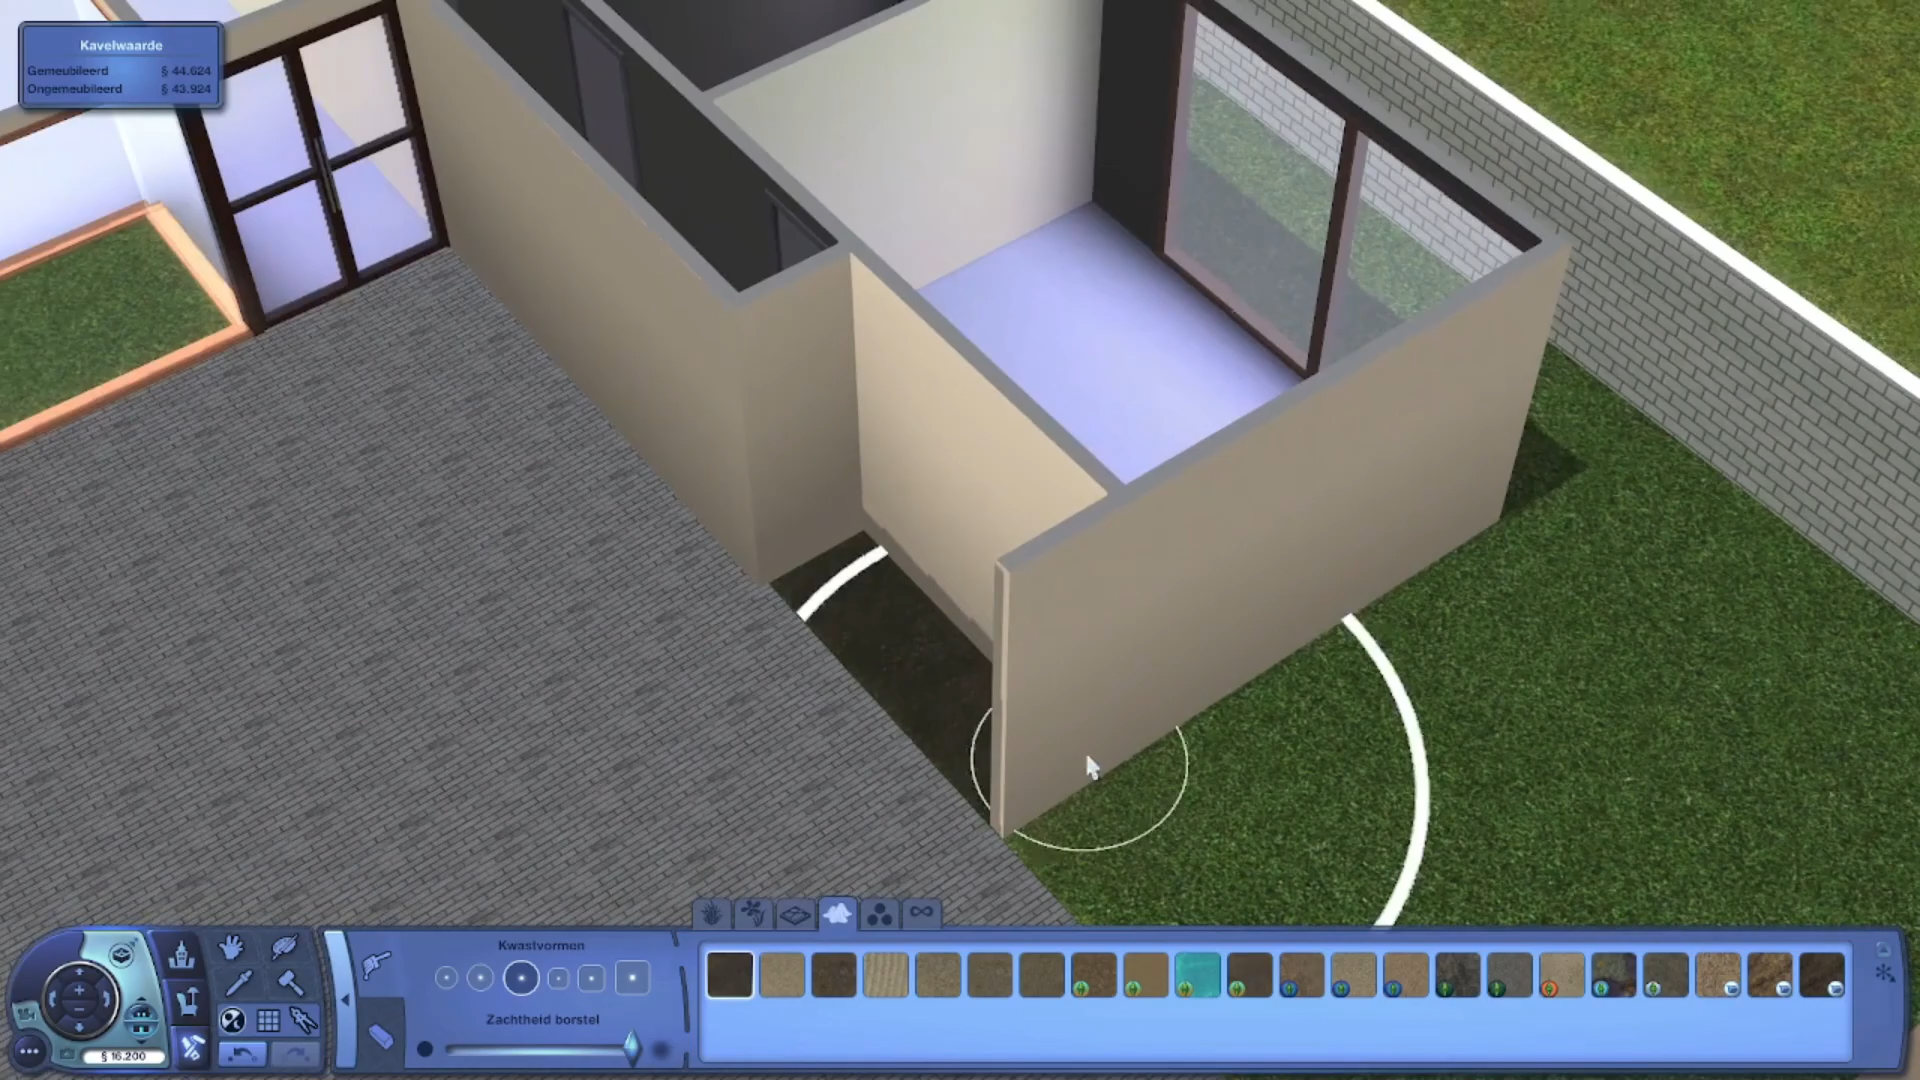 Kavelwaarde
Gemeubileerd § 44.624
Ongemeubileerd § 43.924
Kwastvormen
Zachtheid borstel
§ 16.200